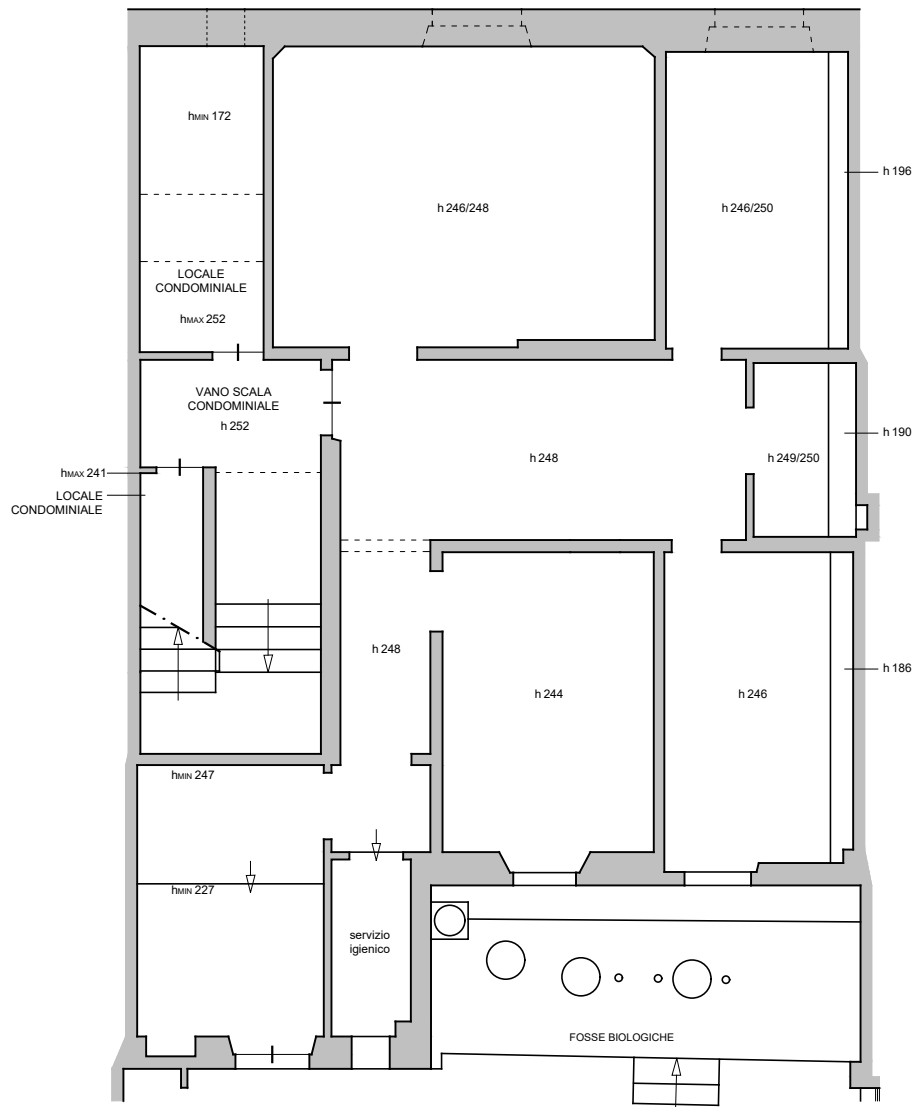 hMIN 172
h 196
h 246/248
h 246/250
LOCALE
CONDOMINIALE
hMAX 252
VANO SCALA
CONDOMINIALE
h 252
h 190
h 248
h 249/250
hMAX 241
LOCALE
CONDOMINIALE
h 248
h 186
h 244
h 246
hMIN 247
hMIN 227
servizio
igienico
FOSSE BIOLOGICHE